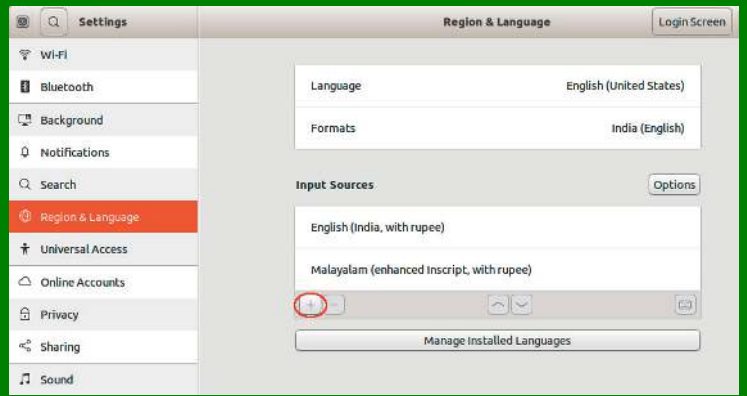 Settings
Region & Language
Login Screen
Wi-Fi
Bluetooth
Background
Notifications
Search
Region & Language
Universal Access
Online Accounts
Privacy
Sharing
Sound
Language English (United States)
Formats India (English)
Input Sources Options
English (India, with rupee)
Malayalam (enhanced Inscript, with rupee)
+ −
Manage Installed Languages